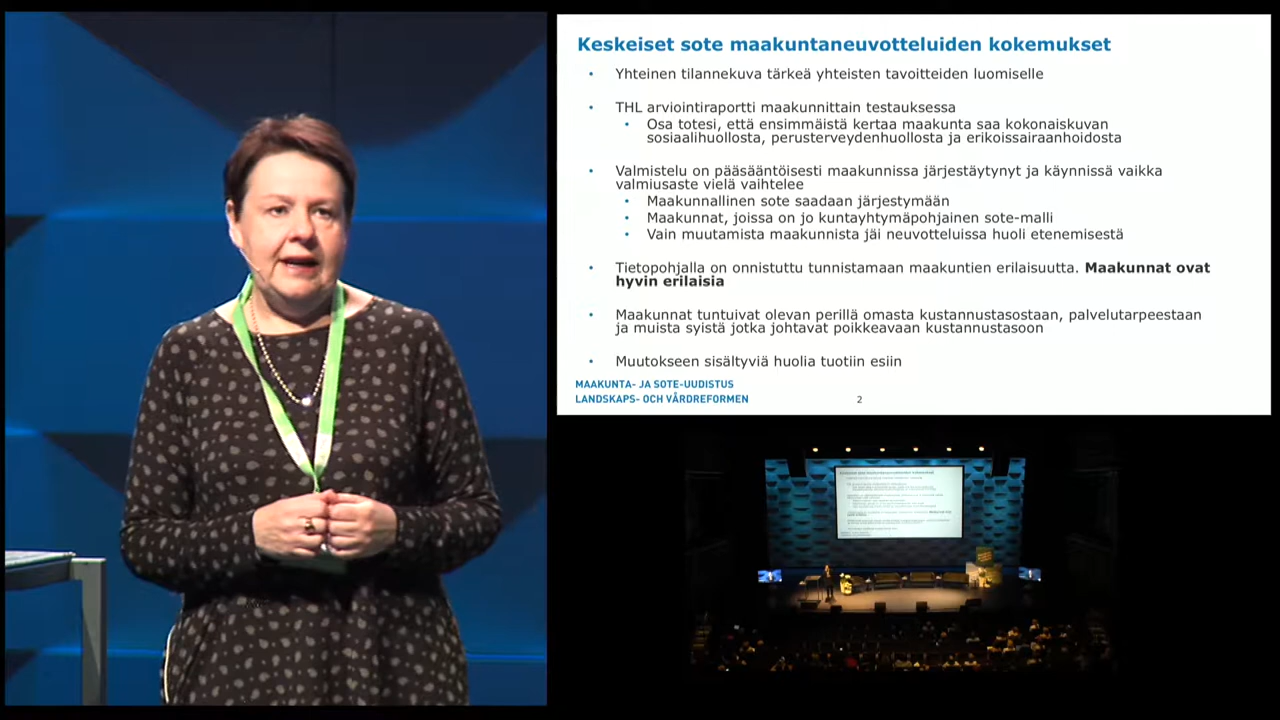 Keskeiset sote maakuntaneuvotteluiden kokemukset
• Yhteinen tilannekuva tärkeä yhteisten tavoitteiden luomiselle
• THL arviointiraportti maakunnittain testauksessa
• Osa totesi, että ensimmäistä kertaa maakunta saa kokonaiskuvan
sosiaalihuollosta, perusterveydenhuollosta ja erikoissairaanhoidosta
• Valmistelu on pääsääntöisesti maakunnissa järjestäytynyt ja käynnissä vaikka
valmiusaste vielä vaihtelee
• Maakunnallinen sote saadaan järjestymään
• Maakunnat, joissa on jo kuntayhtymäpohjainen sote-malli
• Vain muutamista maakunnista jäi neuvotteluissa huoli etenemisestä
• Tietopohjalla on onnistuttu tunnistamaan maakuntien erilaisuutta. Maakunnat ovat
hyvin erilaisia
• Maakunnat tuntuivat olevan perillä omasta kustannustasostaan, palvelutarpeestaan
ja muista syistä jotka johtavat poikkeavaan kustannustasoon
• Muutokseen sisältyviä huolia tuotiin esiin
MAAKUNTA- JA SOTE-UUDISTUS
LANDSKAPS- OCH VÅRDREFORMEN
2